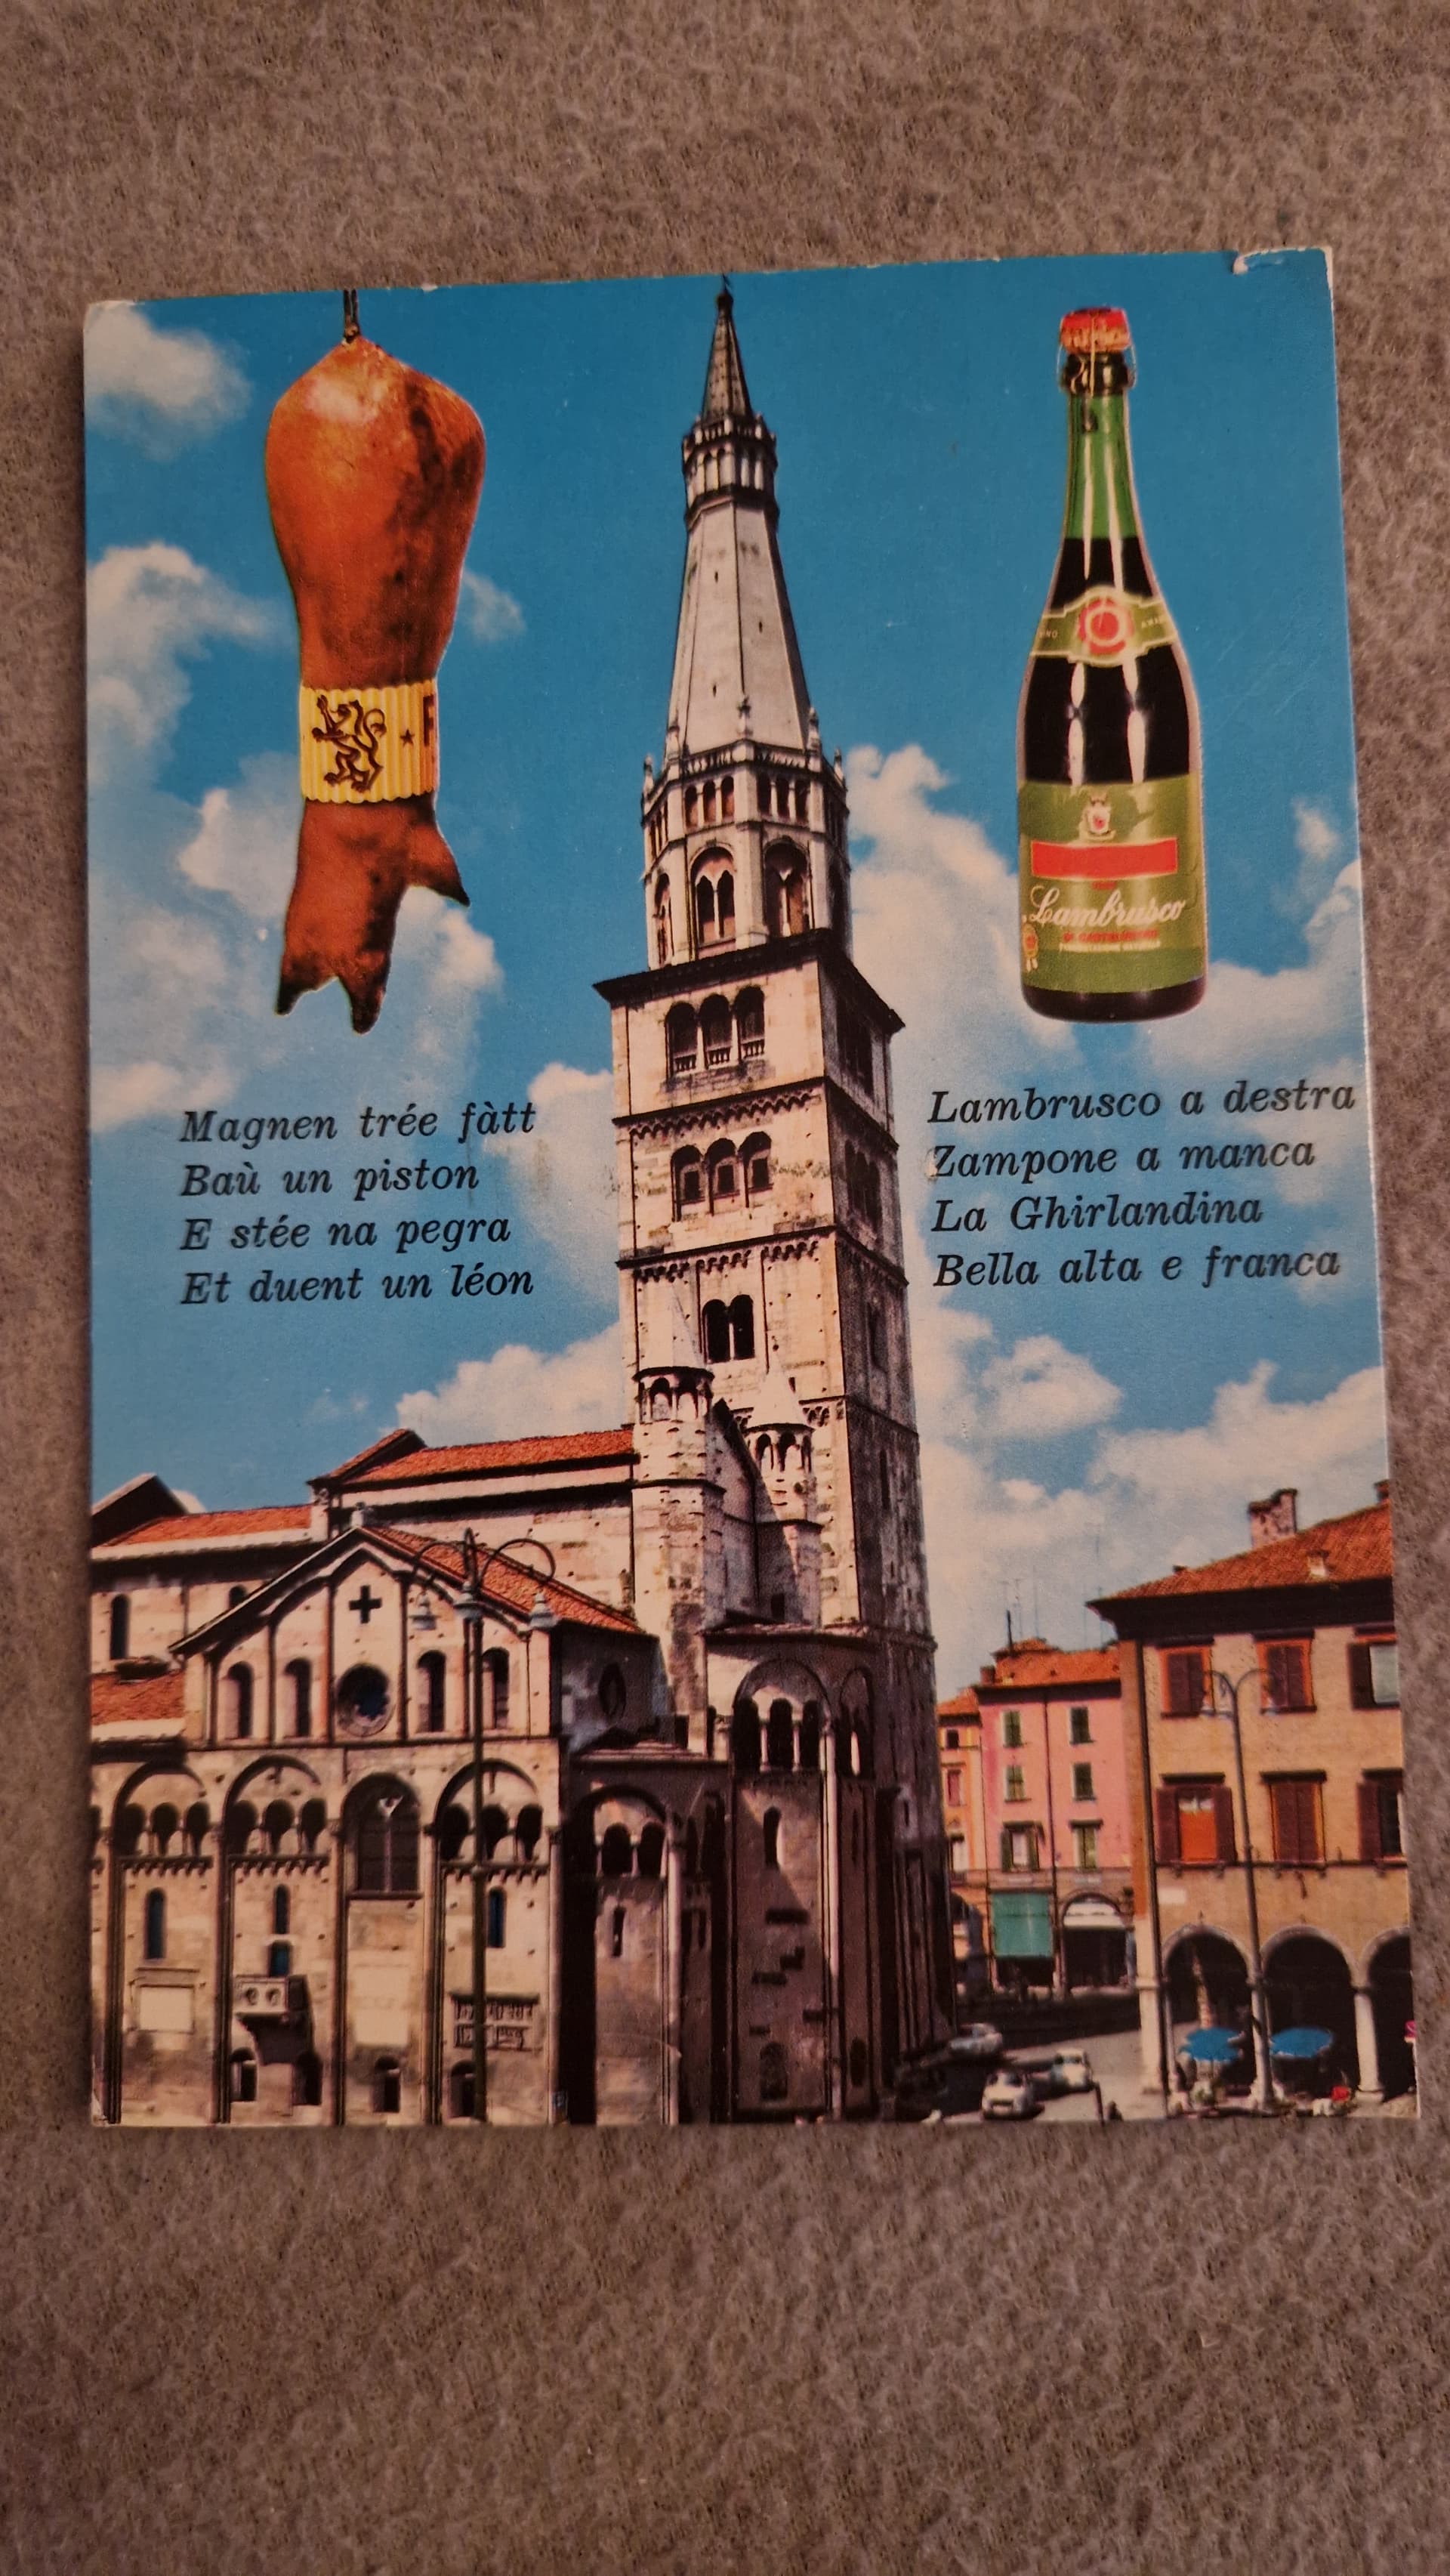 F
Lambrusco
Magnen trée fàtt
Baù un piston
E stée na pegra
Et duent un léon
Lambrusco a destra
Zampone a manca
La Ghirlandina
Bella alta e franca